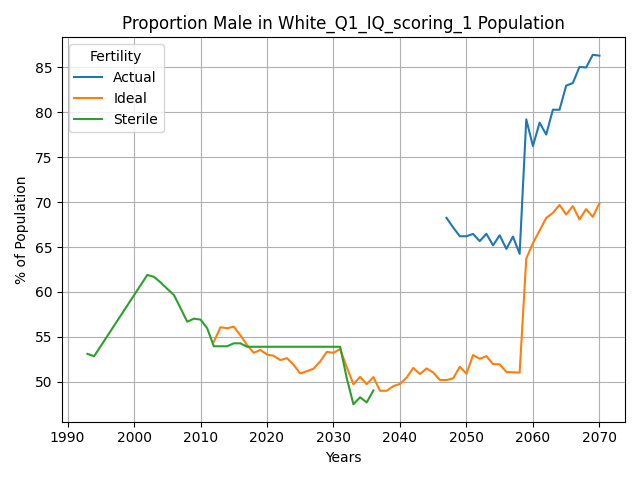 Proportion Male in White_Q1_IQ_scoring_1 Population
Fertility
Actual
Ideal
Sterile
% of Population
85
80
75
70
65
60
55
50
1990 2000 2010 2020 2030 2040 2050 2060 2070
Years